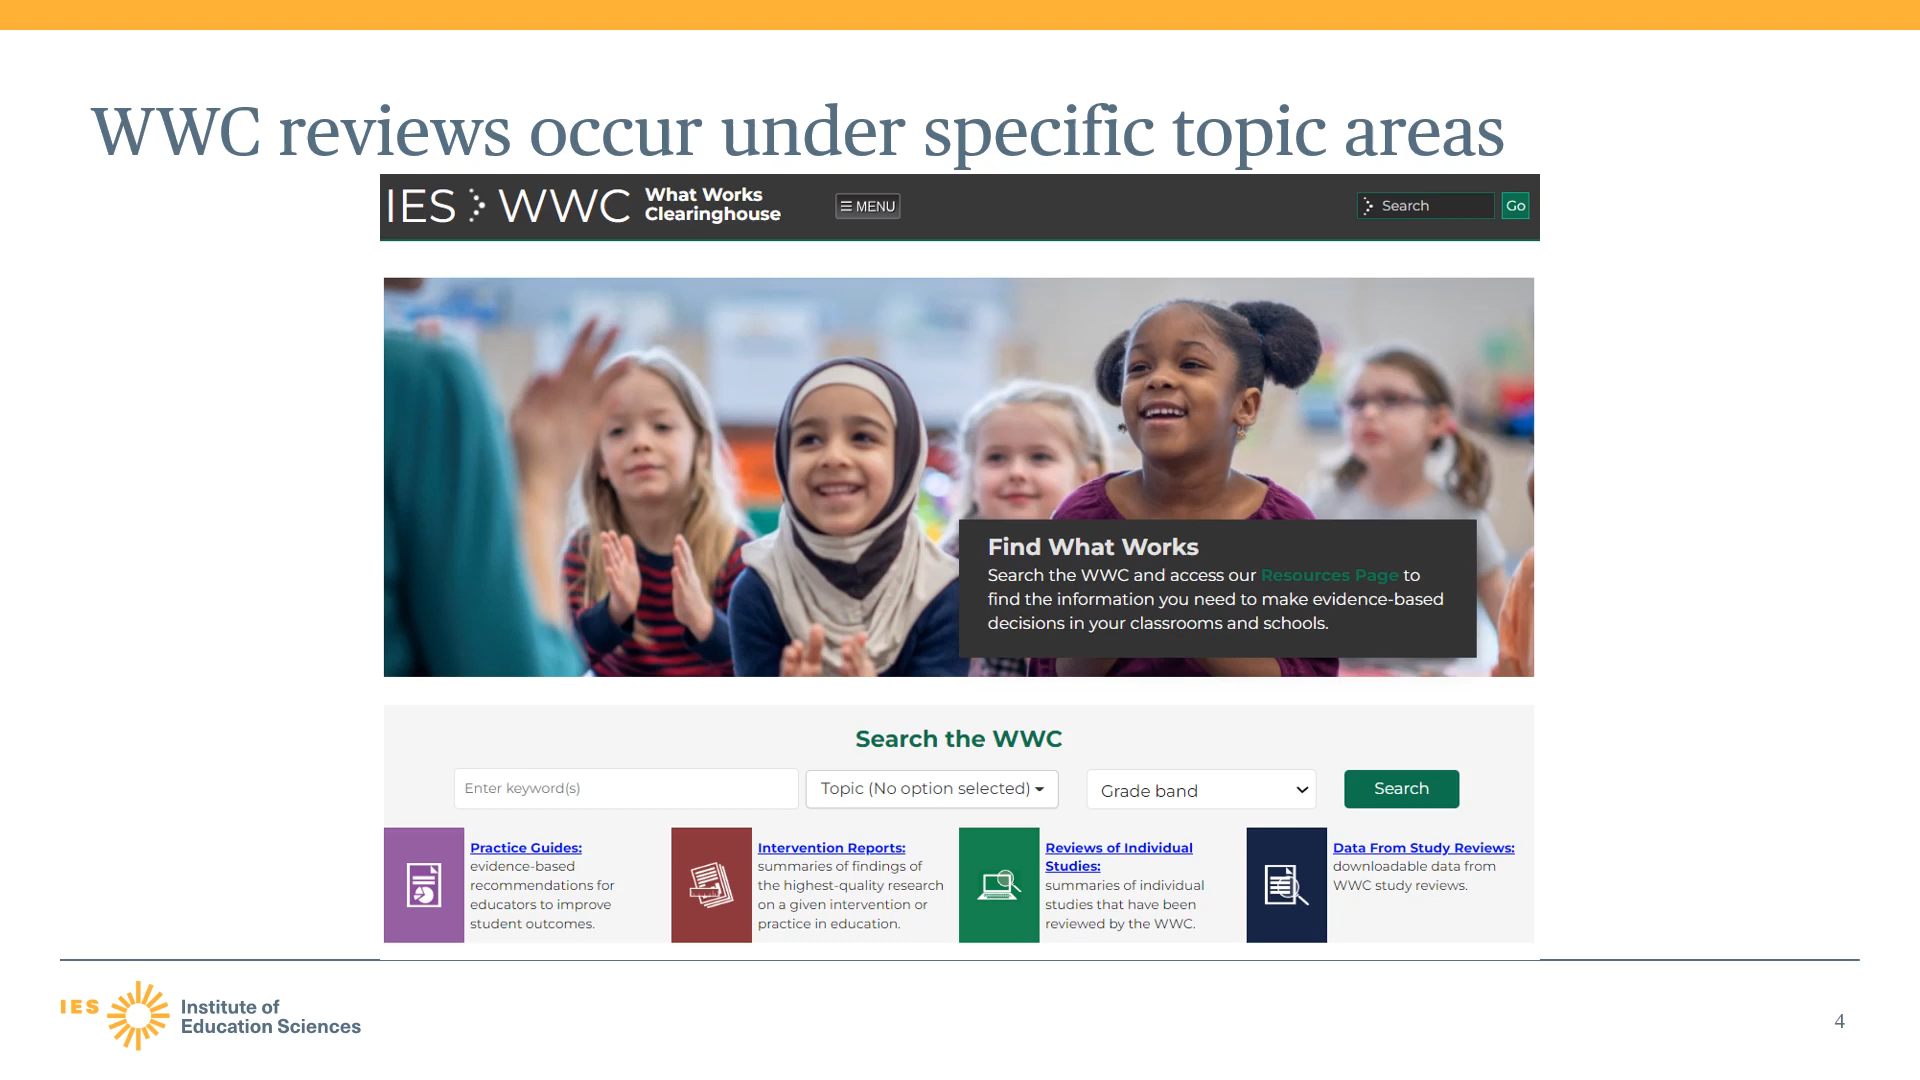 WWC reviews occur under specific topic areas
IES WWC What Works Clearinghouse
☰ MENU
Search
Go
Find What Works
Search the WWC and access our Resources Page to
find the information you need to make evidence-based
decisions in your classrooms and schools.
Search the WWC
Enter keyword(s)
Topic (No option selected)
Grade band
Search
Practice Guides:
evidence-based
recommendations for
educators to improve
student outcomes.
Intervention Reports:
summaries of findings of
the highest-quality research
on a given intervention or
practice in education.
Reviews of Individual
Studies:
summaries of individual
studies that have been
reviewed by the WWC.
Data From Study Reviews:
downloadable data from
WWC study reviews.
IES Institute of
Education Sciences
4